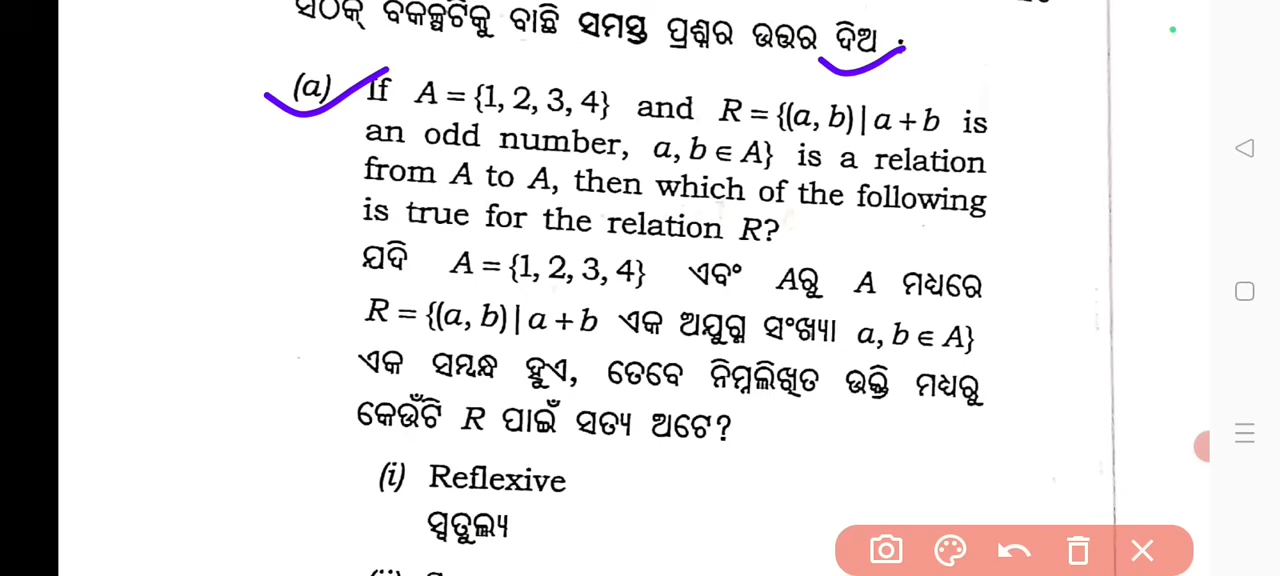 ସଠିକ୍ ବିକଳ୍ପଟିକୁ ବାଛି ସମସ୍ତ ପ୍ରଶ୍ନର ଉତ୍ତର ଦିଅ :
(a) If A = {1, 2, 3, 4} and R = {(a, b) | a + b is
an odd number, a, b ∈ A} is a relation
from A to A, then which of the following
is true for the relation R?
ଯଦି A = {1, 2, 3, 4} ଏବଂ Aରୁ A ମଧ୍ୟରେ
R = {(a, b) | a + b ଏକ ଅଯୁଗ୍ମ ସଂଖ୍ୟା a, b ∈ A}
ଏକ ସମ୍ବନ୍ଧ ହୁଏ, ତେବେ ନିମ୍ନଲିଖିତ ଉକ୍ତି ମଧ୍ୟରୁ
କେଉଁଟି R ପାଇଁ ସତ୍ୟ ଅଟେ?
(i) Reflexive
ସ୍ୱତୁଲ୍ୟ